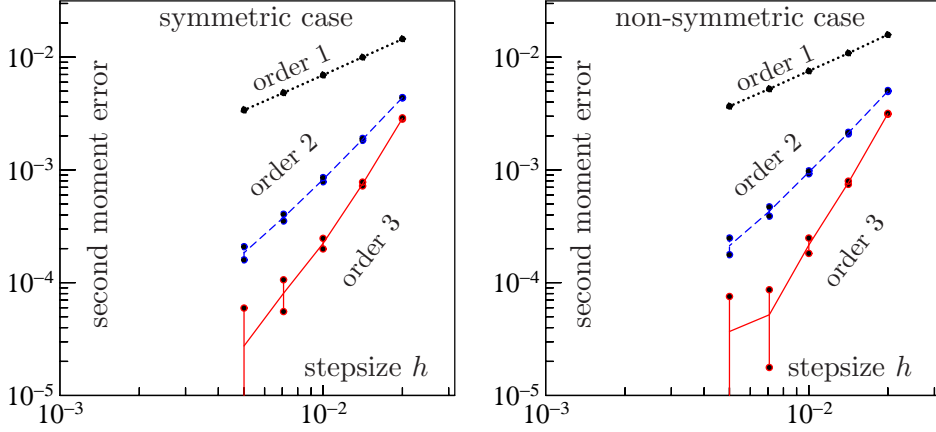 symmetric case
10⁻²
10⁻³
10⁻⁴
10⁻⁵
second moment error
order 1
order 2
order 3
stepsize h
10⁻³
10⁻²
non-symmetric case
10⁻²
10⁻³
10⁻⁴
10⁻⁵
second moment error
order 1
order 2
order 3
stepsize h
10⁻³
10⁻²